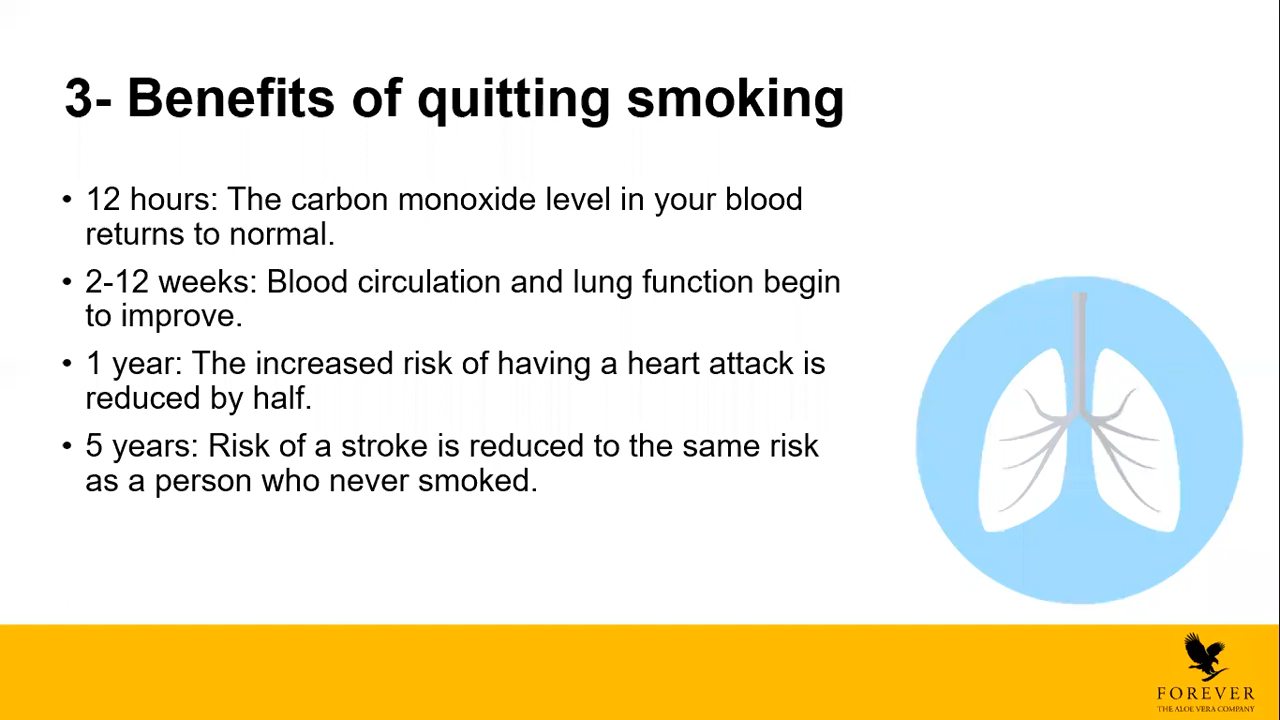 3- Benefits of quitting smoking
• 12 hours: The carbon monoxide level in your blood
returns to normal.
• 2-12 weeks: Blood circulation and lung function begin
to improve.
• 1 year: The increased risk of having a heart attack is
reduced by half.
• 5 years: Risk of a stroke is reduced to the same risk
as a person who never smoked.
FOREVER
THE ALOE VERA COMPANY